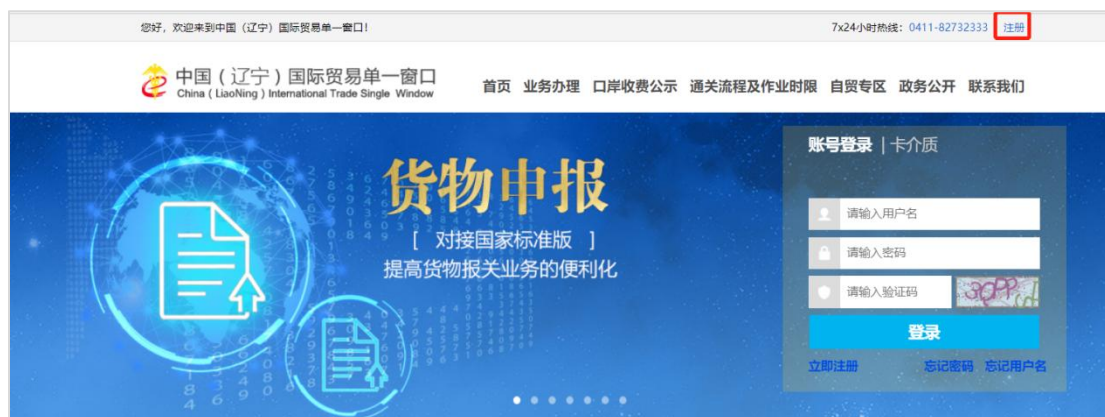 您好，欢迎来到中国（辽宁）国际贸易单一窗口！
7x24小时热线：0411-82732333 注册
中国（辽宁）国际贸易单一窗口
China ( LiaoNing ) International Trade Single Window
首页 业务办理 口岸收费公示 通关流程及作业时限 自贸专区 政务公开 联系我们
货物申报
[ 对接国家标准版 ]
提高货物报关业务的便利化
账号登录 | 卡介质
请输入用户名
请输入密码
请输入验证码
登录
立即注册 忘记密码 忘记用户名